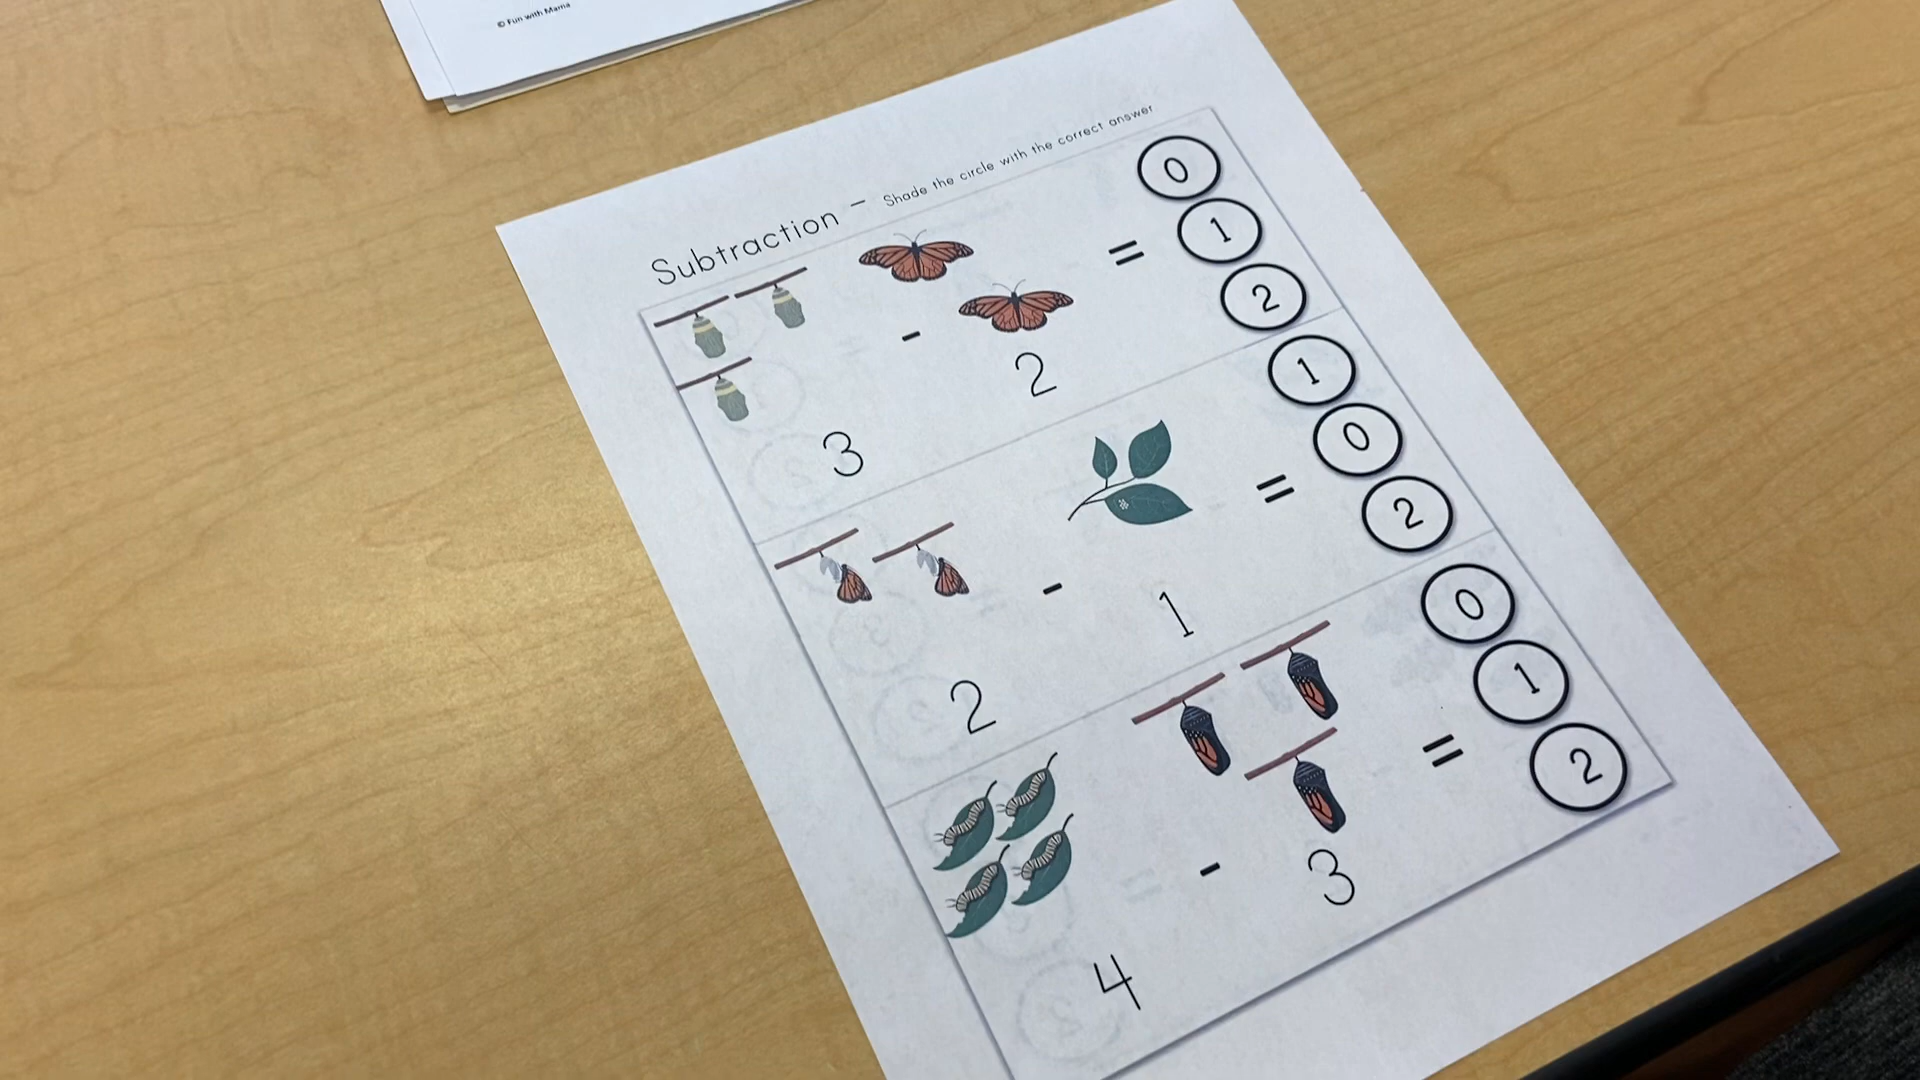 © Fun with Mama
Subtraction - Shade the circle with the correct answer
3 - 2 = 0 1 2
2 - 1 = 1 0 2
4 - 3 = 0 1 2